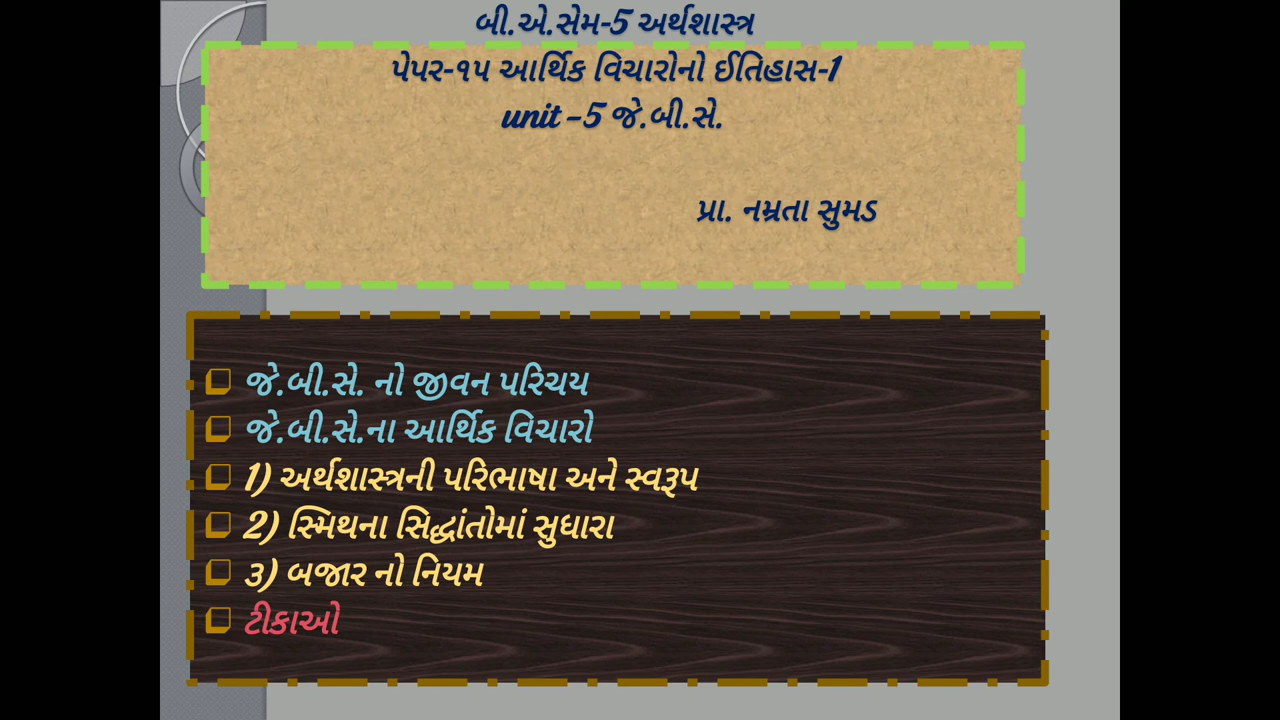 બી.એ.સેમ-5 અર્થશાસ્ત્ર
પેપર-૧૫ આર્થિક વિચારોનો ઈતિહાસ-1
unit –5 જે.બી.સે.
પ્રા. નમ્રતા સુમડ
જે.બી.સે. નો જીવન પરિચય
જે.બી.સે.ના આર્થિક વિચારો
1) અર્થશાસ્ત્રની પરિભાષા અને સ્વરૂપ
2) સ્મિથના સિદ્ધાંતોમાં સુધારા
૩) બજાર નો નિયમ
ટીકાઓ